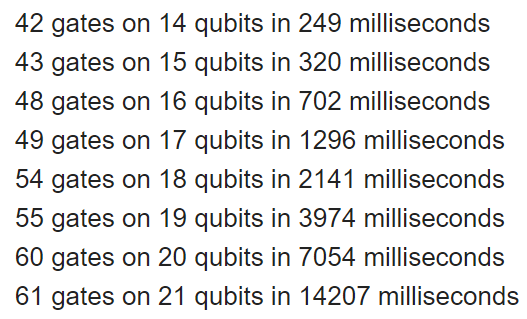 42 gates on 14 qubits in 249 milliseconds
43 gates on 15 qubits in 320 milliseconds
48 gates on 16 qubits in 702 milliseconds
49 gates on 17 qubits in 1296 milliseconds
54 gates on 18 qubits in 2141 milliseconds
55 gates on 19 qubits in 3974 milliseconds
60 gates on 20 qubits in 7054 milliseconds
61 gates on 21 qubits in 14207 milliseconds